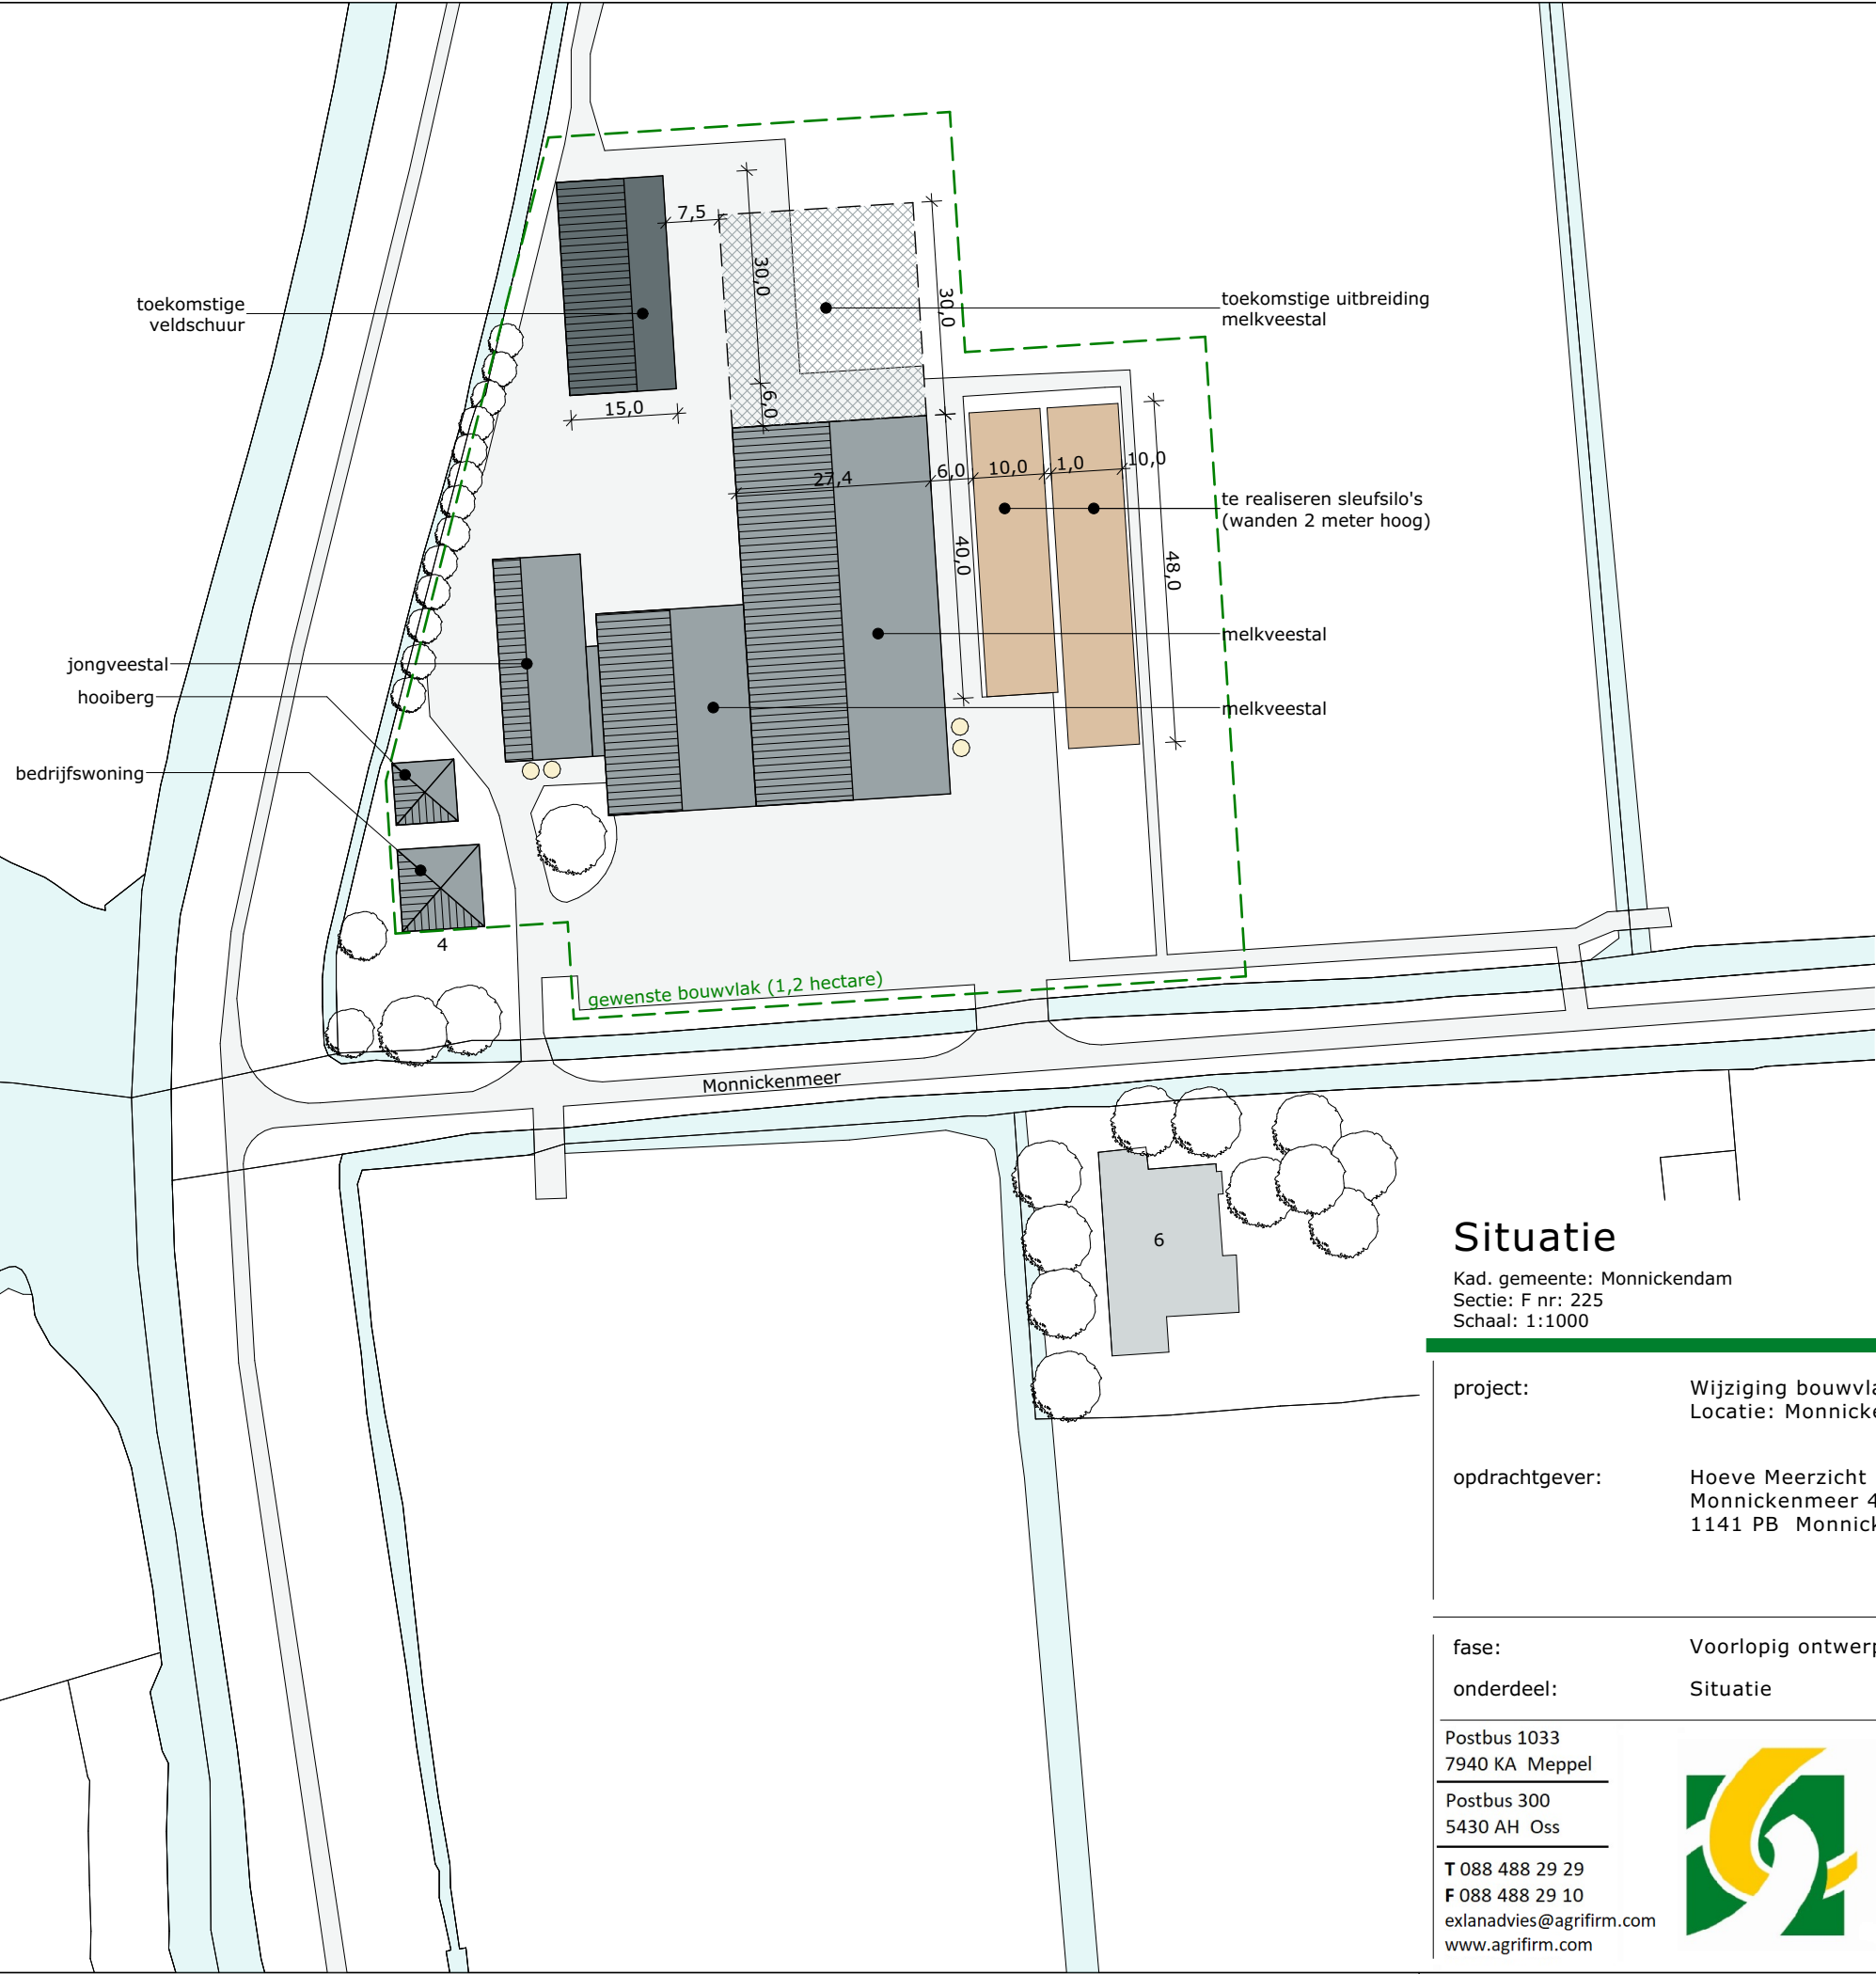 7,5
30,0
30,0
toekomstige
veldschuur
toekomstige uitbreiding
melkveestal
6,0
15,0
27,4
6,0
10,0
1,0
10,0
te realiseren sleufsilo's
(wanden 2 meter hoog)
40,0
48,0
melkveestal
jongveestal
hooiberg
melkveestal
bedrijfswoning
4
gewenste bouwvlak (1,2 hectare)
Monnickenmeer
6
Situatie
Kad. gemeente: Monnickendam
Sectie: F nr: 225
Schaal: 1:1000
project: Wijziging
Locatie:
opdrachtgever: Hoeve Meerzicht
Monnickenmeer 4
1141 PB
fase: Voorlopig
onderdeel: Situatie
Postbus 1033
7940 KA Meppel
Postbus 300
5430 AH Oss
T 088 488 29 29
F 088 488 29 10
exlanadvies@agrifirm.com
www.agrifirm.com